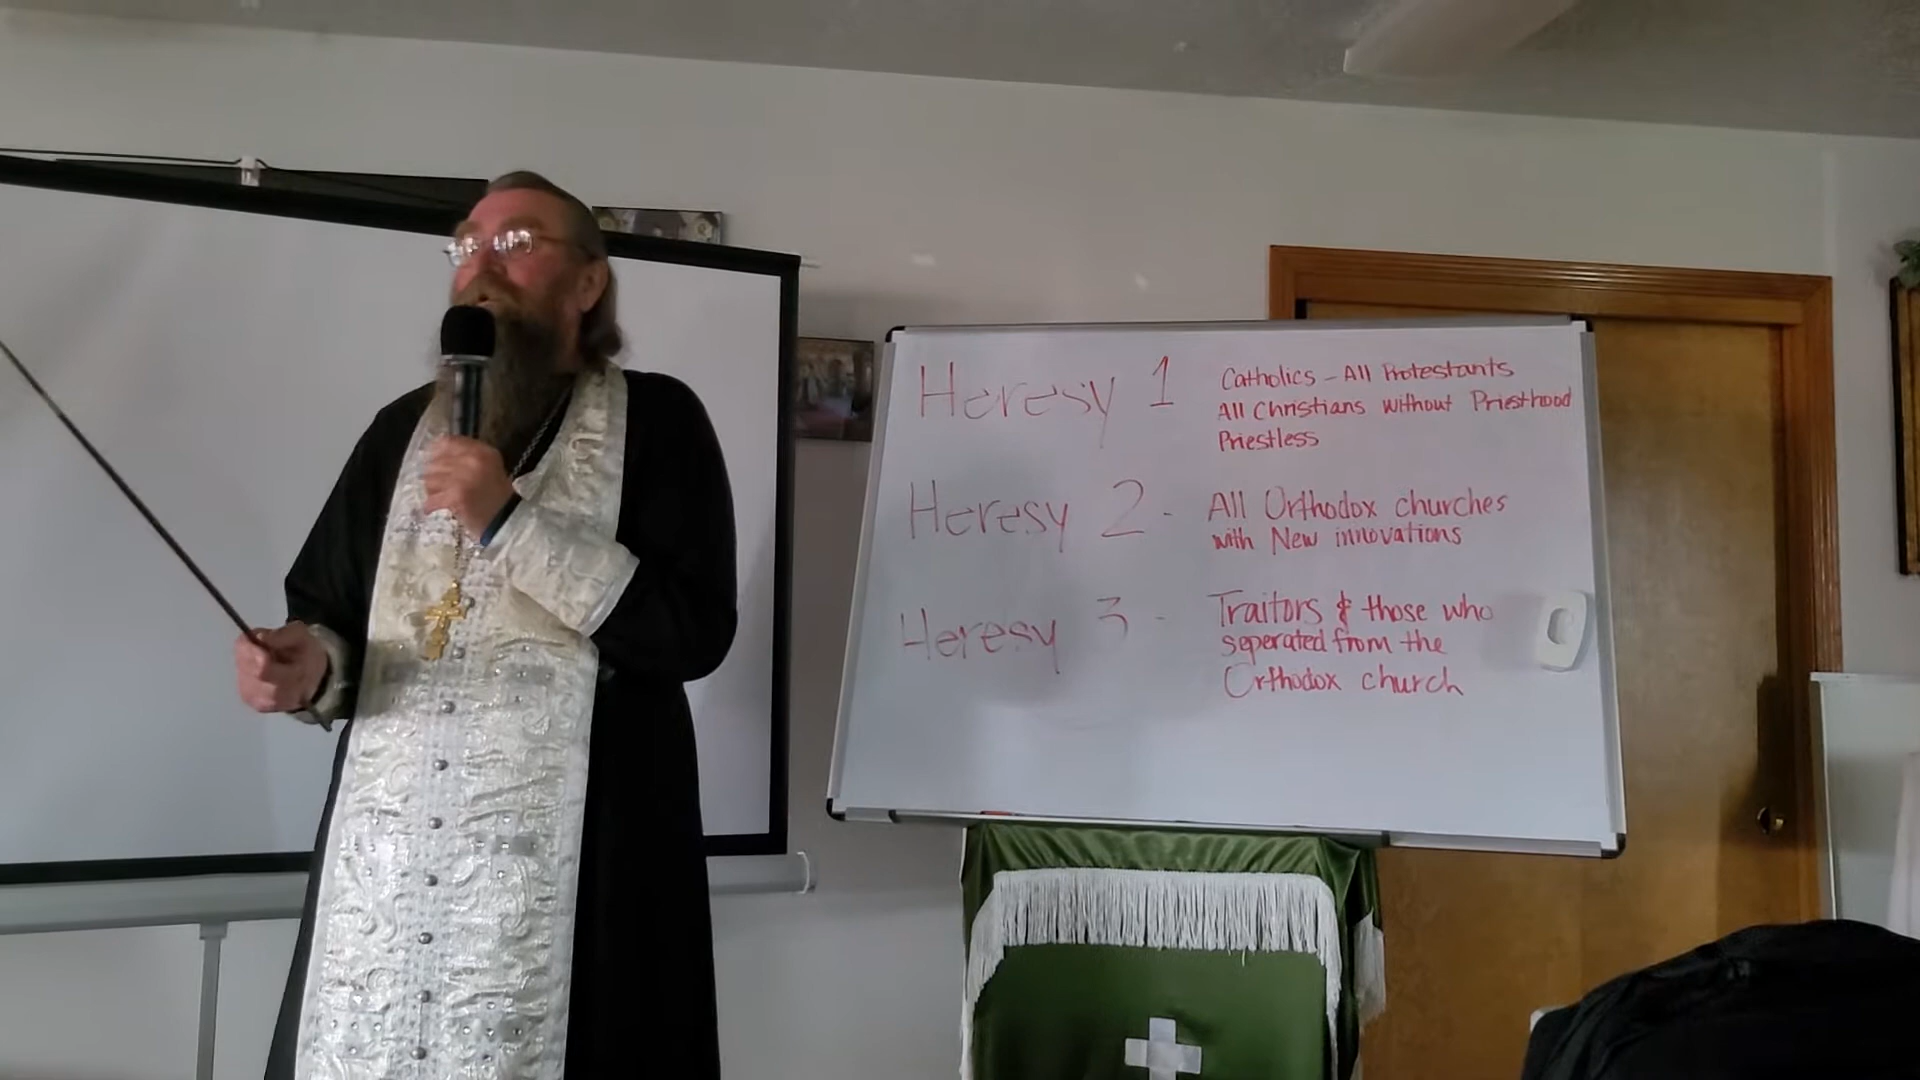 Heresy 1 Catholics - All Protestants
All Christians without Priesthood
Priestless
Heresy 2 - All Orthodox churches
with New innovations
Heresy 3 - Traitors & those who
seperated from the
Orthodox church